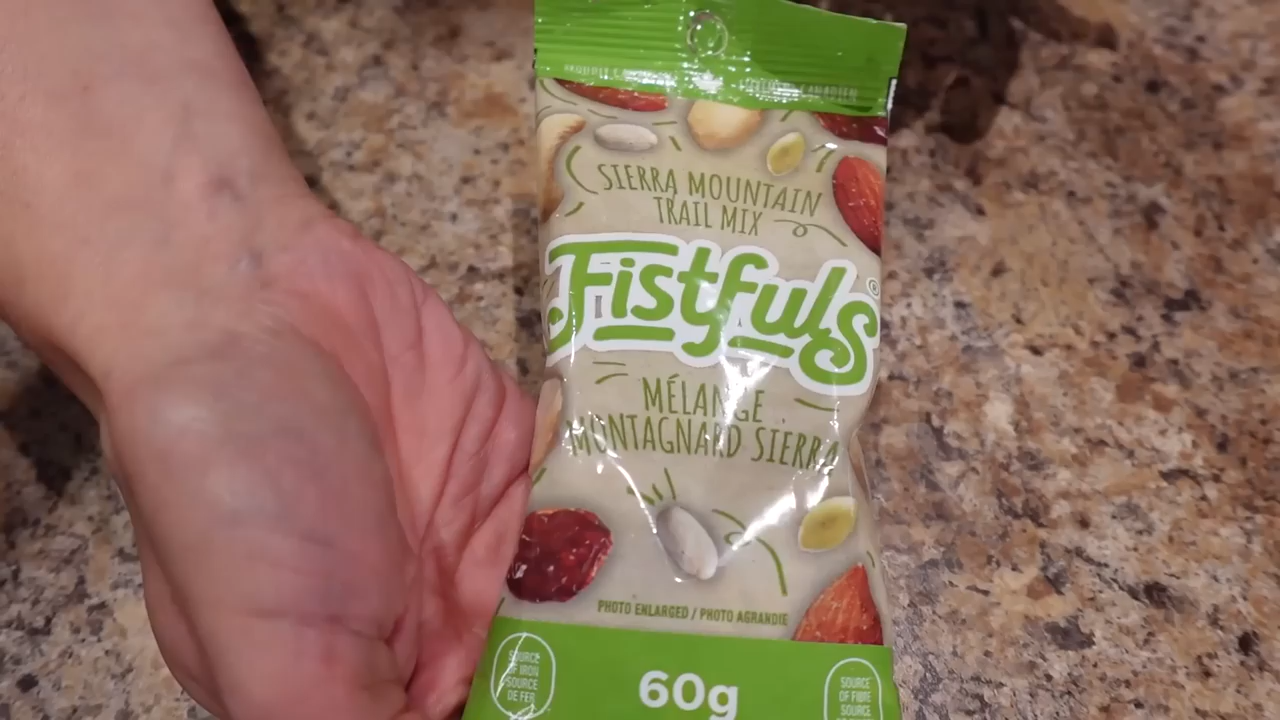 CANADIEN
SIERRA MOUNTAIN
TRAIL MIX
Fistfuls®
MÉLANGE
MONTAGNARD SIERRA
PHOTO ENLARGED / PHOTO AGRANDIE
SOURCE
OF IRON
SOURCE
DE FER
60g
SOURCE
OF FIBRE
SOURCE